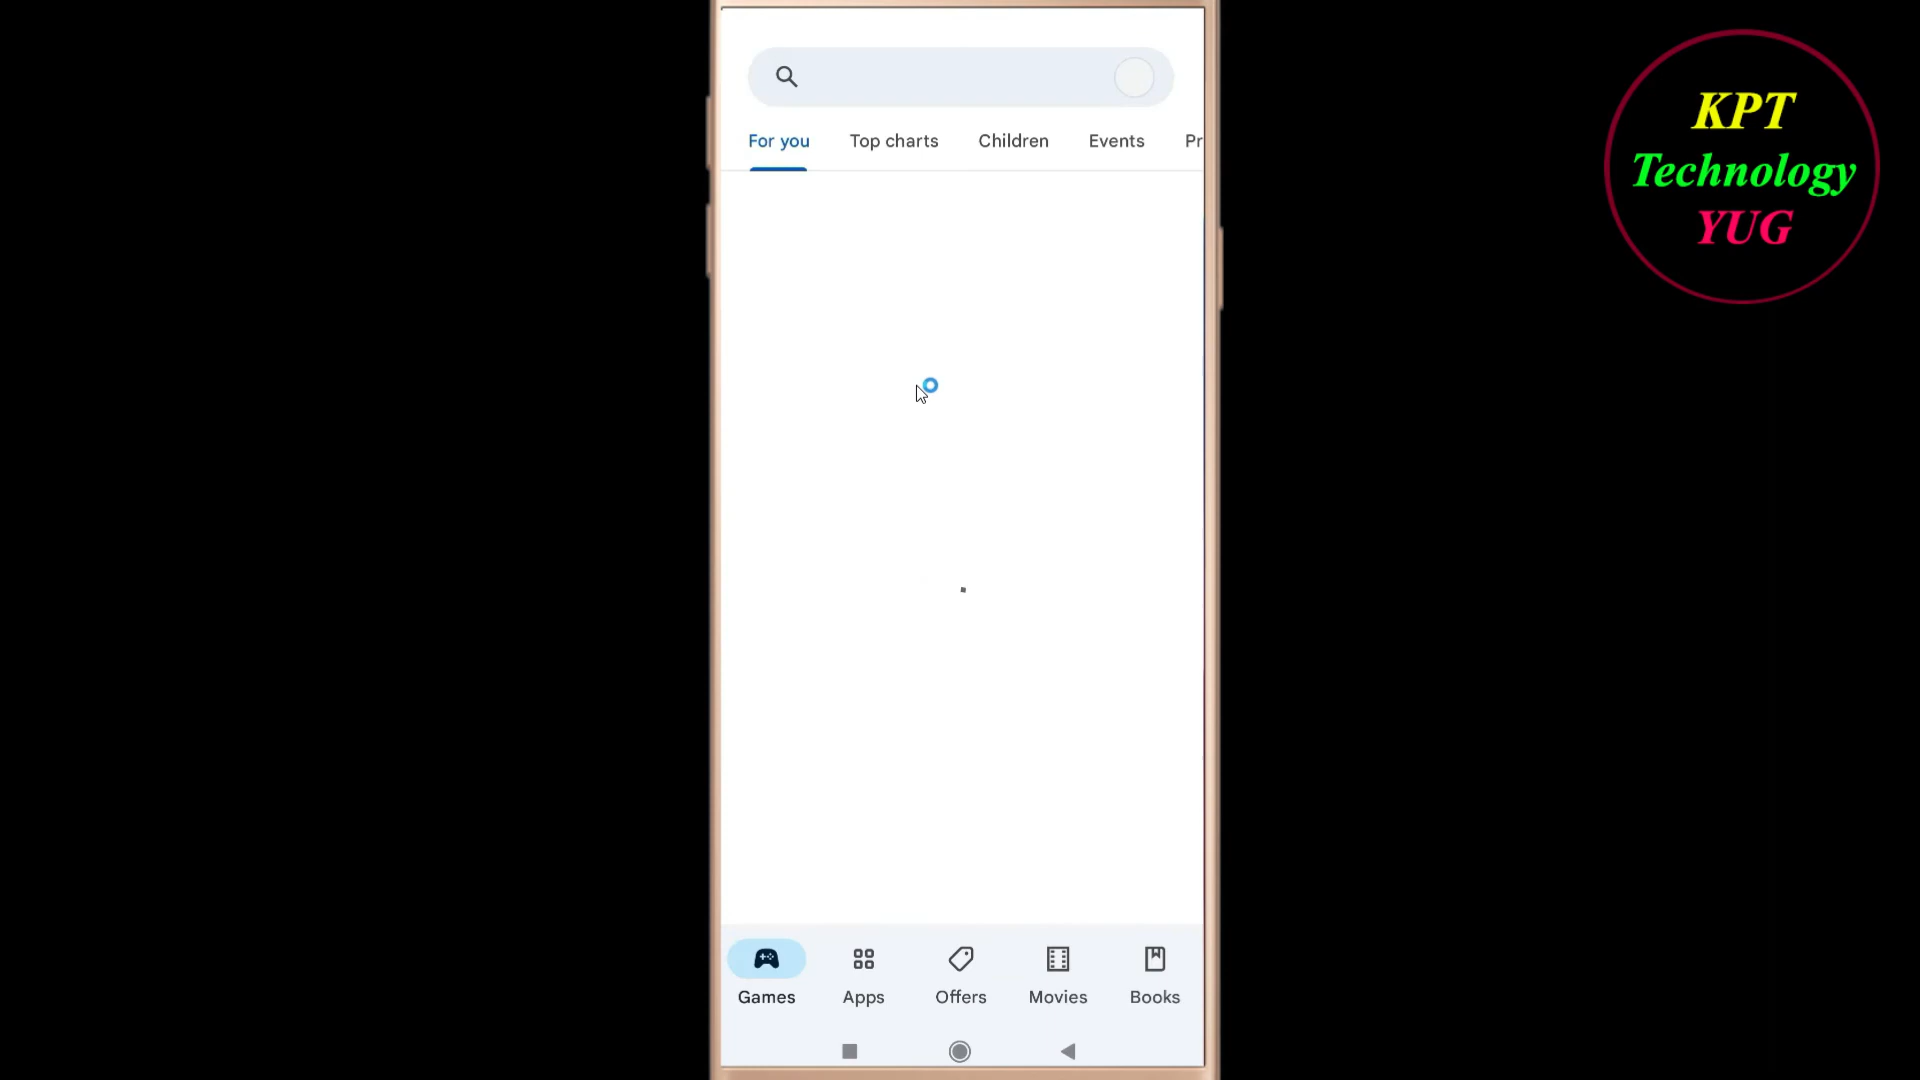 For you Top charts Children Events Pr
Games Apps Offers Movies Books
KPT
Technology
YUG